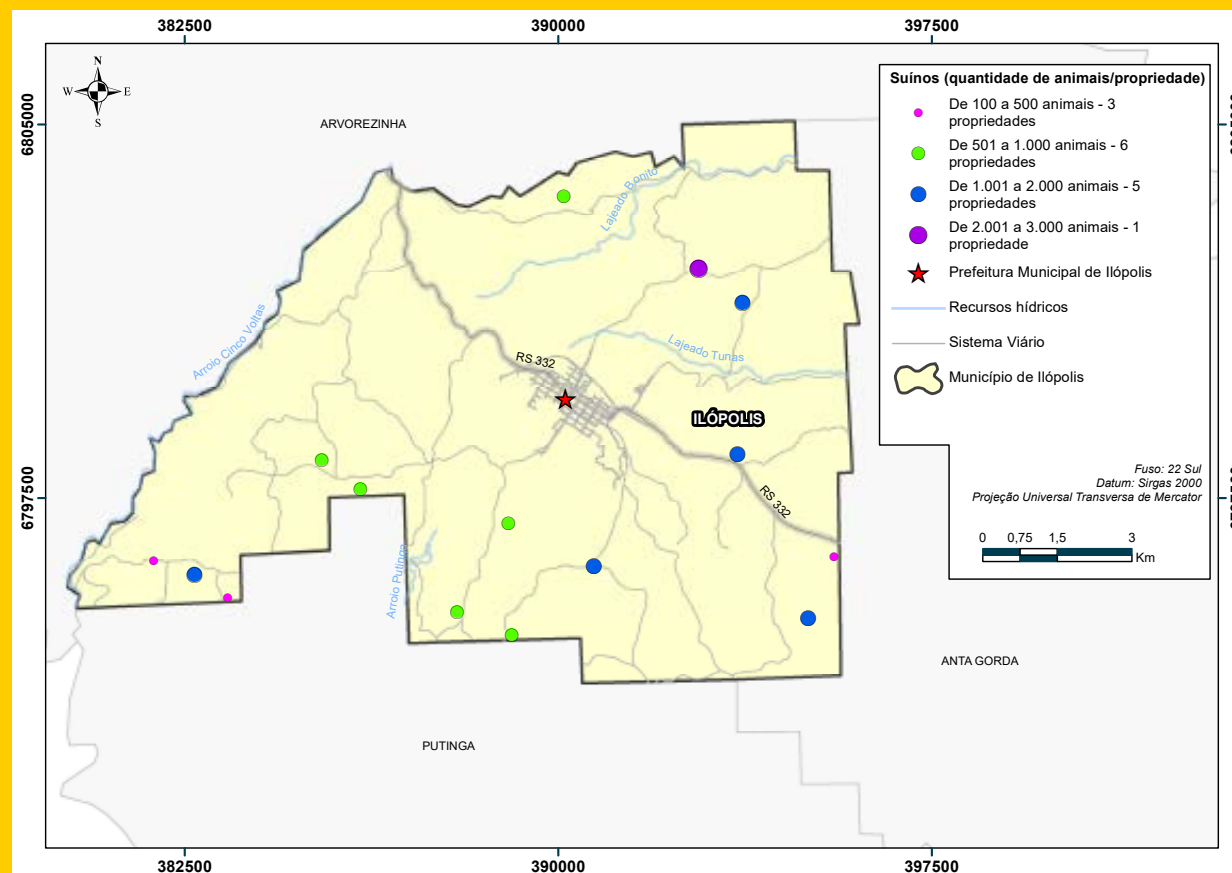 382500
390000
397500
N
W
E
S
6805000
ARVOREZINHA
Suínos (quantidade de animais/propriedade)
De 100 a 500 animais - 3
propriedades
De 501 a 1.000 animais - 6
propriedades
De 1.001 a 2.000 animais - 5
propriedades
De 2.001 a 3.000 animais - 1
propriedade
Prefeitura Municipal de Ilópolis
Recursos hídricos
Sistema Viário
Município de Ilópolis
Lajeado Bonito
Arroio Cinco Voltas
Lajeado Tunas
RS 332
ILÓPOLIS
RS 332
6797500
Fuso: 22 Sul
Datum: Sirgas 2000
Projeção Universal Transversa de Mercator
0 0,75 1,5 3
Km
Arroio Putinga
ANTA GORDA
PUTINGA
382500
390000
397500